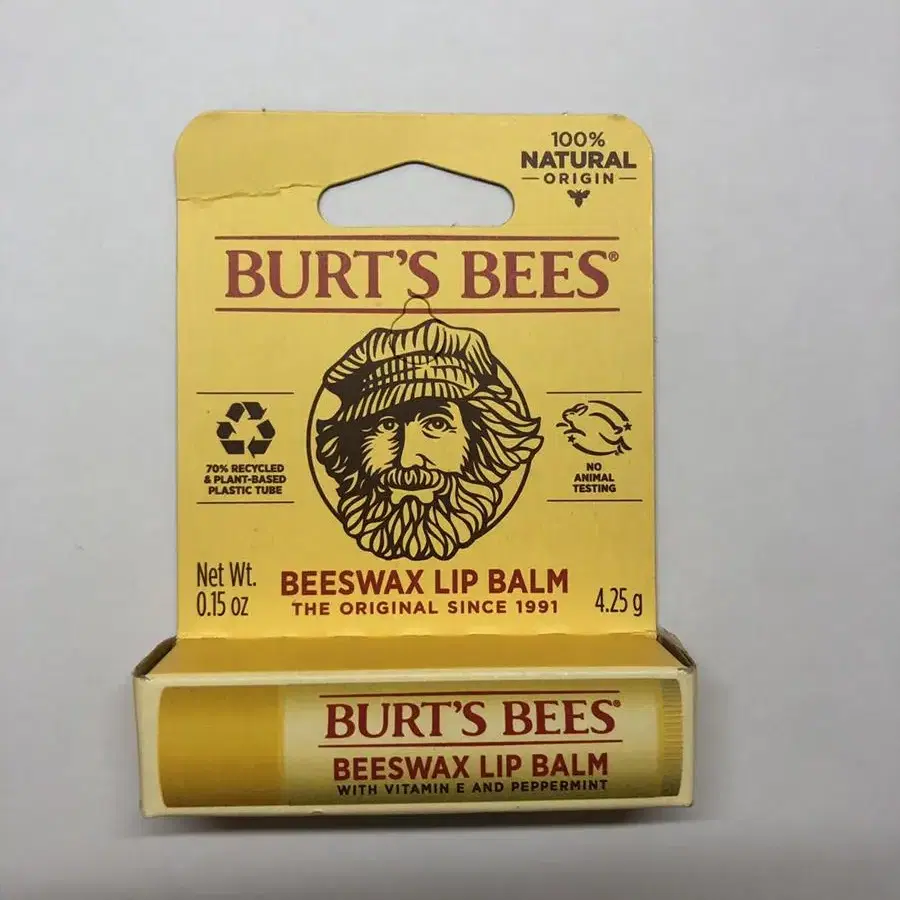 100%
NATURAL
ORIGIN
BURT'S BEES®
70% RECYCLED
& PLANT-BASED
PLASTIC TUBE
NO
ANIMAL
TESTING
Net Wt.
0.15 oz
BEESWAX LIP BALM
THE ORIGINAL SINCE 1991
4.25 g
BURT'S BEES®
BEESWAX LIP BALM
WITH VITAMIN E AND PEPPERMINT